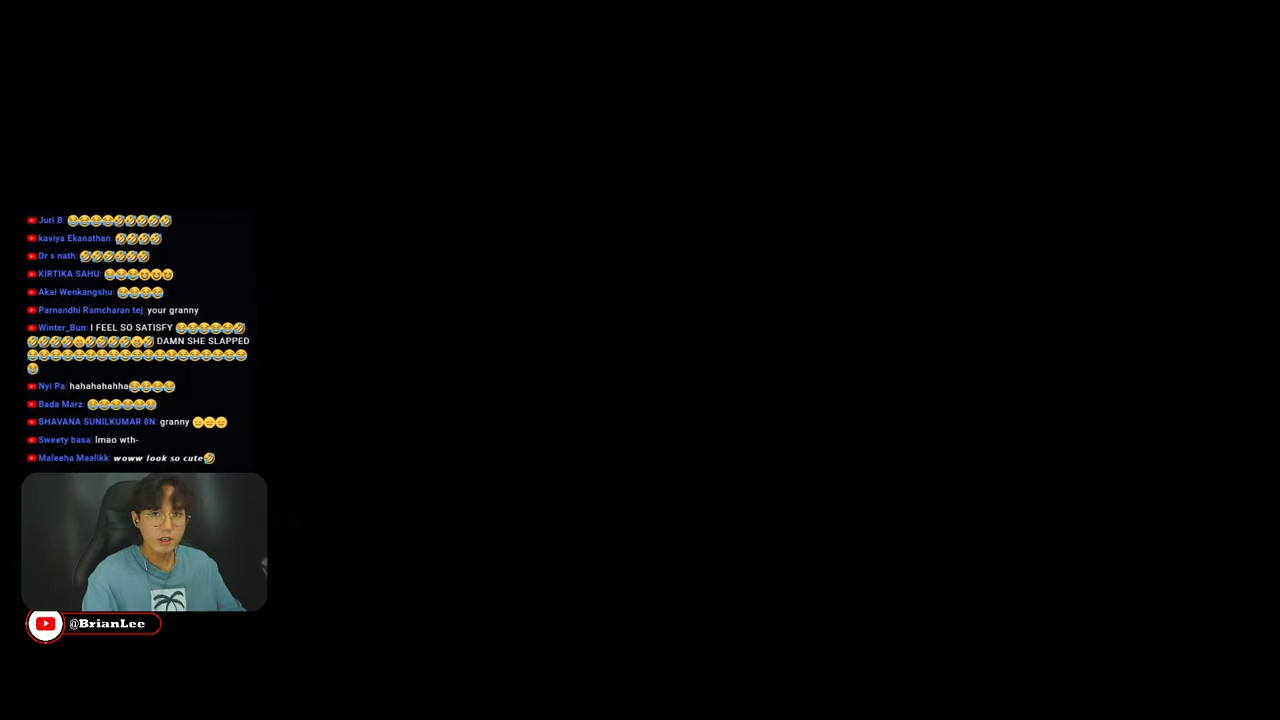 Juri B: 😂😂😂😂🤣🤣🤣🤣🤣
kaviya Ekanathan: 🤣🤣🤣🤣
Dr s nath: 🤣🤣🤣🤣🤣🤣
KIRTIKA SAHU: 😂😂😂😆😆😆
Akai Wenkangshu: 😂😂😂😂
Parnandhi Ramcharan tej: your granny
Winter_Bun: I FEEL SO SATISFY 😂😂😂😂😂🤣
🤣🤣🤣🤣😁🤣🤣🤣🤣😁🤣 DAMN SHE SLAPPED
😂😂😂😂😂😂😂😂😂😂😂😂😂😂😂😂😂😂😂
😂
Nyi Pa: hahahahahha😂😂😂😂
Bada Marz: 😂😂😂😂😂😂
BHAVANA SUNILKUMAR 8N: granny 😑😑😑
Sweety basa: lmao wth-
Maleeha Maalikk: 𝙬𝙤𝙬𝙬 𝙡𝙤𝙤𝙠 𝙨𝙤 𝙘𝙪𝙩𝙚🤣
@BrianLee